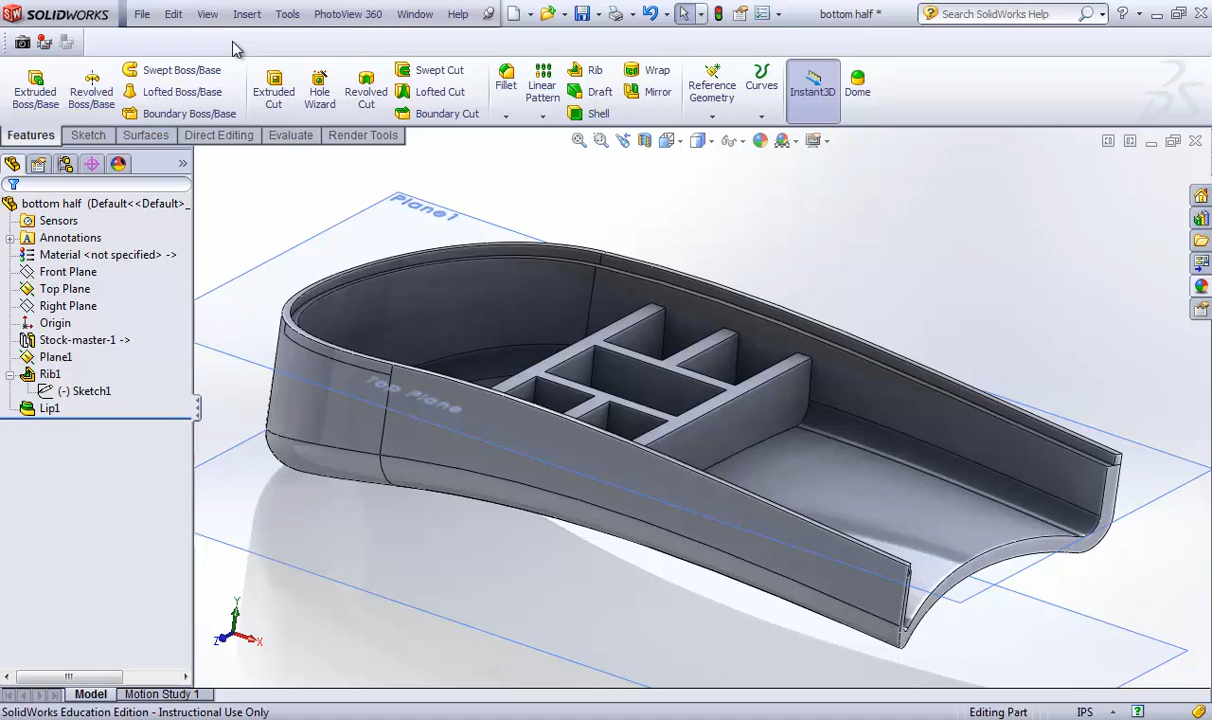 SOLIDWORKS File Edit View Insert Tools PhotoView 360 Window Help bottom half * Search SolidWorks Help
Extruded Boss/Base
Revolved Boss/Base
Swept Boss/Base
Lofted Boss/Base
Boundary Boss/Base
Extruded Cut
Hole Wizard
Revolved Cut
Swept Cut
Lofted Cut
Boundary Cut
Fillet
Linear Pattern
Rib
Draft
Shell
Wrap
Mirror
Reference Geometry
Curves
Instant3D
Dome
Features Sketch Surfaces Direct Editing Evaluate Render Tools
bottom half (Default<<Default>_
Sensors
Annotations
Material <not specified> ->
Front Plane
Top Plane
Right Plane
Origin
Stock-master-1 ->
Plane1
Rib1
(-) Sketch1
Lip1
Plane1
Top Plane
Y
Z
X
Model Motion Study 1
SolidWorks Education Edition - Instructional Use Only Editing Part IPS